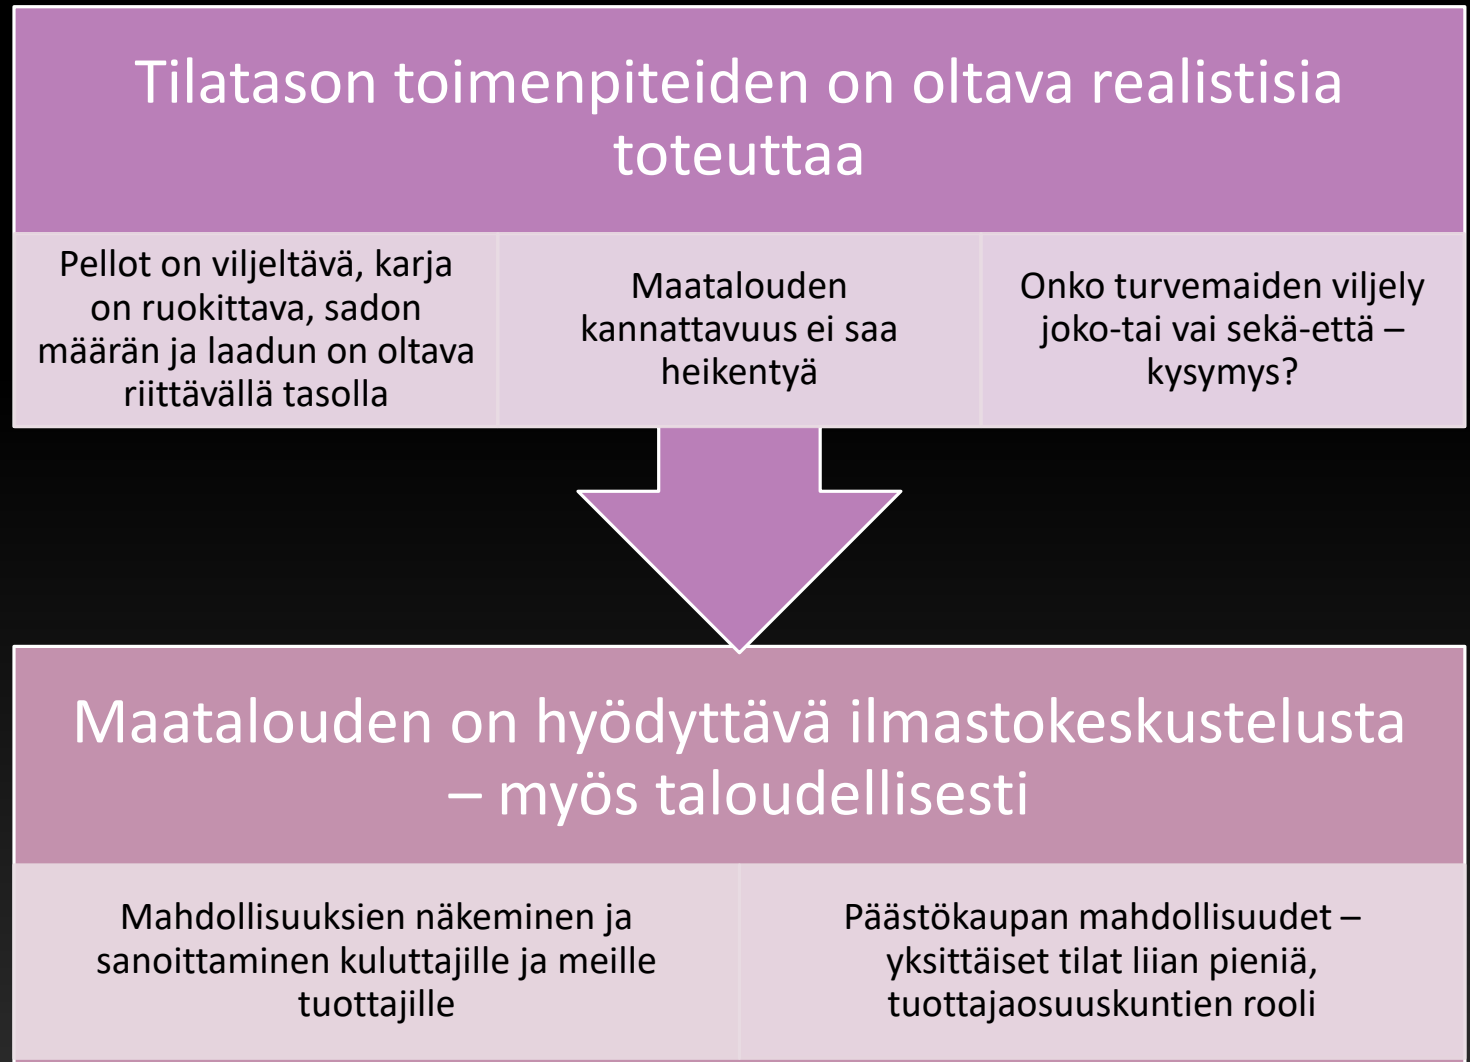 Tilatason toimenpiteiden on oltava realistisia
toteuttaa
Pellot on viljeltävä, karja
on ruokittava, sadon
määrän ja laadun on oltava
riittävällä tasolla
Maatalouden
kannattavuus ei saa
heikentyä
Onko turvemaiden viljely
joko-tai vai sekä-että –
kysymys?
Maatalouden on hyödyttävä ilmastokeskustelusta
– myös taloudellisesti
Mahdollisuuksien näkeminen ja
sanoittaminen kuluttajille ja meille
tuottajille
Päästökaupan mahdollisuudet –
yksittäiset tilat liian pieniä,
tuottajaosuuskuntien rooli